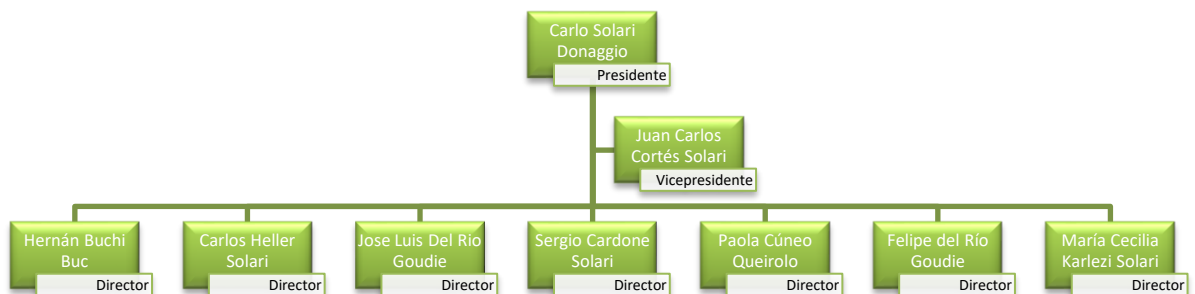 Carlo Solari
Donaggio
Presidente
Juan Carlos
Cortés Solari
Vicepresidente
Hernán Buchi
Buc
Director
Carlos Heller
Solari
Director
Jose Luis Del Rio
Goudie
Director
Sergio Cardone
Solari
Director
Paola Cúneo
Queirolo
Director
Felipe del Río
Goudie
Director
María Cecilia
Karlezi Solari
Director